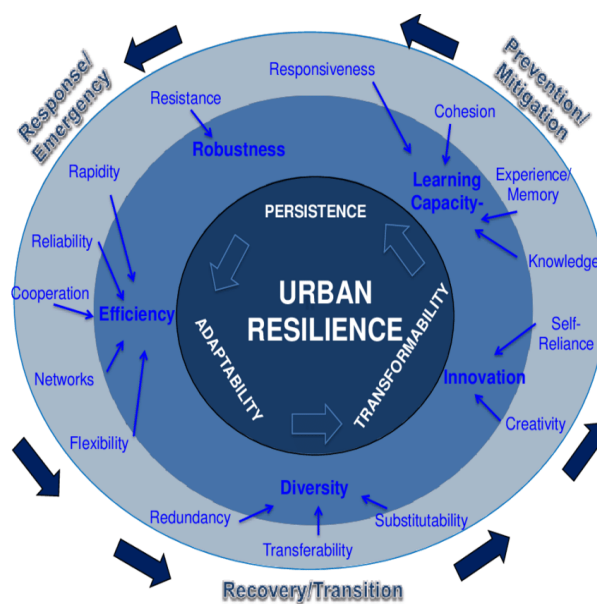 Response/
Emergency
Prevention/
Mitigation
Responsiveness
Resistance
Cohesion
Robustness
Learning
Capacity-
Experience/
Memory
Rapidity
PERSISTENCE
Reliability
Knowledge
Cooperation
Efficiency
URBAN
RESILIENCE
ADAPTABILITY
TRANSFORMABILITY
Self-
Reliance
Networks
Innovation
Flexibility
Creativity
Diversity
Redundancy
Substitutability
Transferability
Recovery/Transition